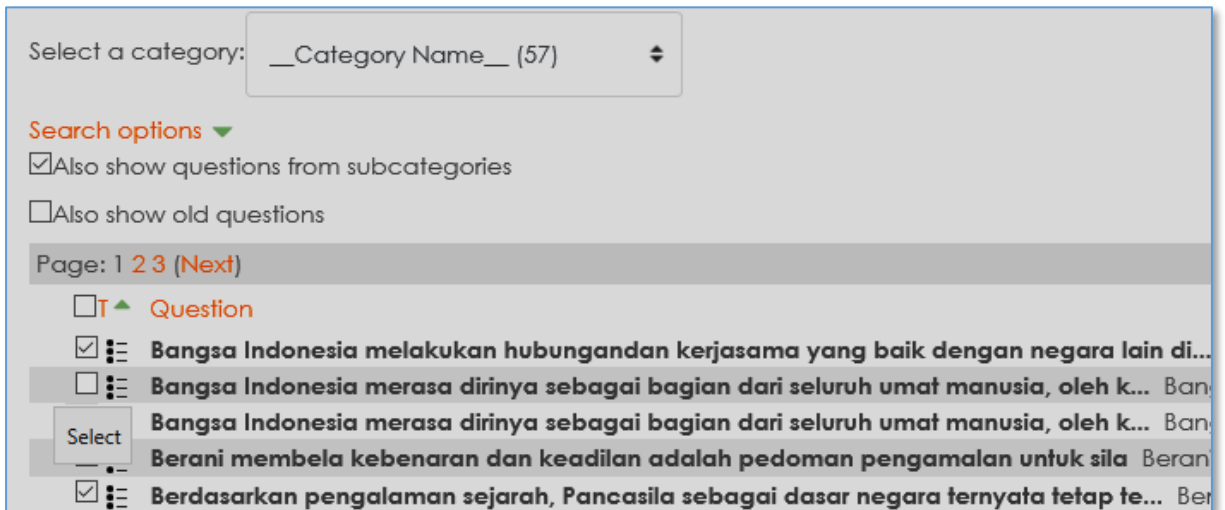 Select a category: __Category Name__ (57)
Search options
Also show questions from subcategories
Also show old questions
Page: 1 2 3 (Next)
T Question
Bangsa Indonesia melakukan hubungandan kerjasama yang baik dengan negara lain di...
Bangsa Indonesia merasa dirinya sebagai bagian dari seluruh umat manusia, oleh k... Bang
Bangsa Indonesia merasa dirinya sebagai bagian dari seluruh umat manusia, oleh k... Bang
Select
Berani membela kebenaran dan keadilan adalah pedoman pengamalan untuk sila Beran
Berdasarkan pengalaman sejarah, Pancasila sebagai dasar negara ternyata tetap te... Ber